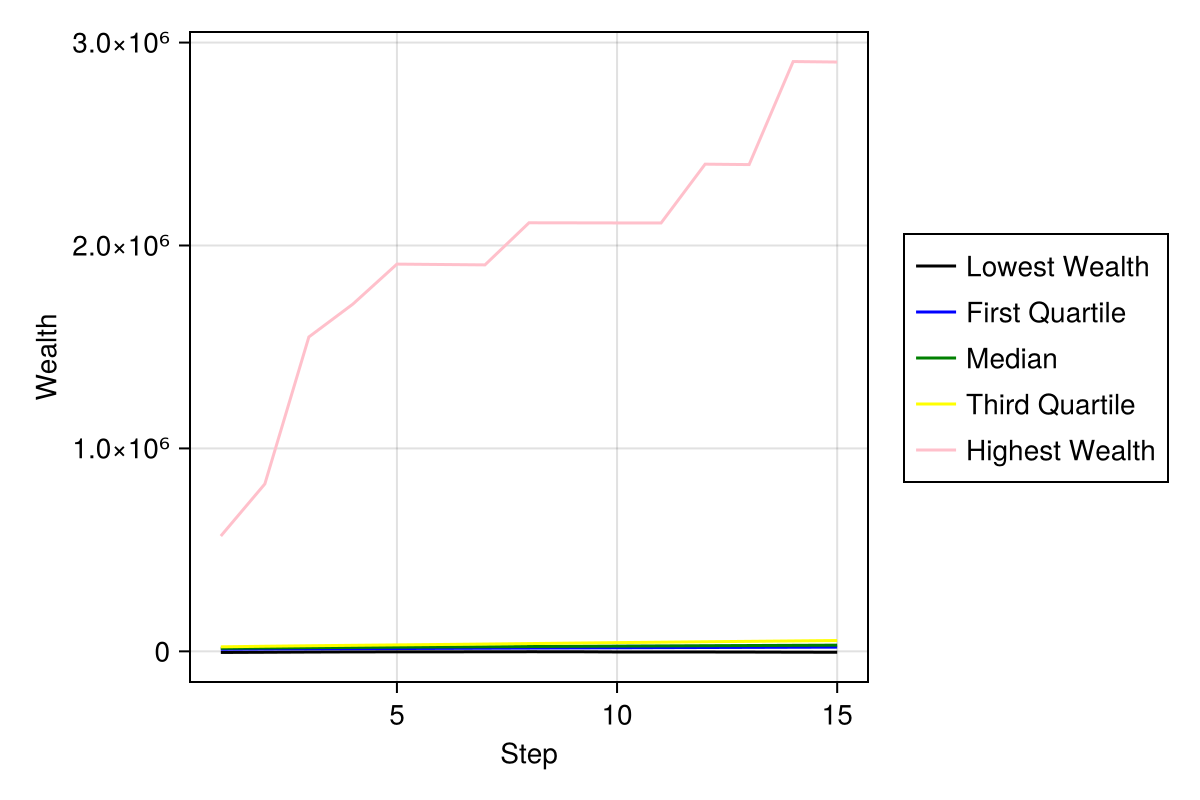 3.0×10⁶
2.0×10⁶
1.0×10⁶
0
Wealth
5 10 15
Step
Lowest Wealth
First Quartile
Median
Third Quartile
Highest Wealth